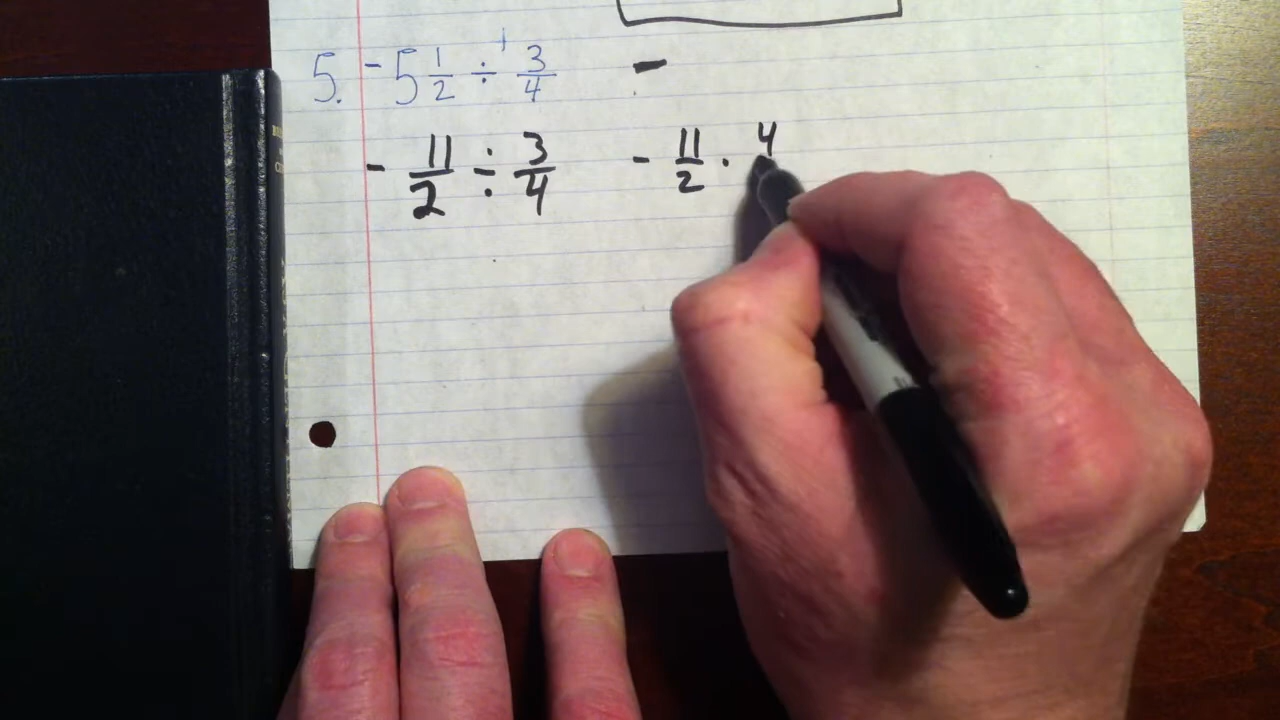 5. -5 1/2 ÷ 3/4 -
- 11/2 ÷ 3/4 - 11/2 · 4